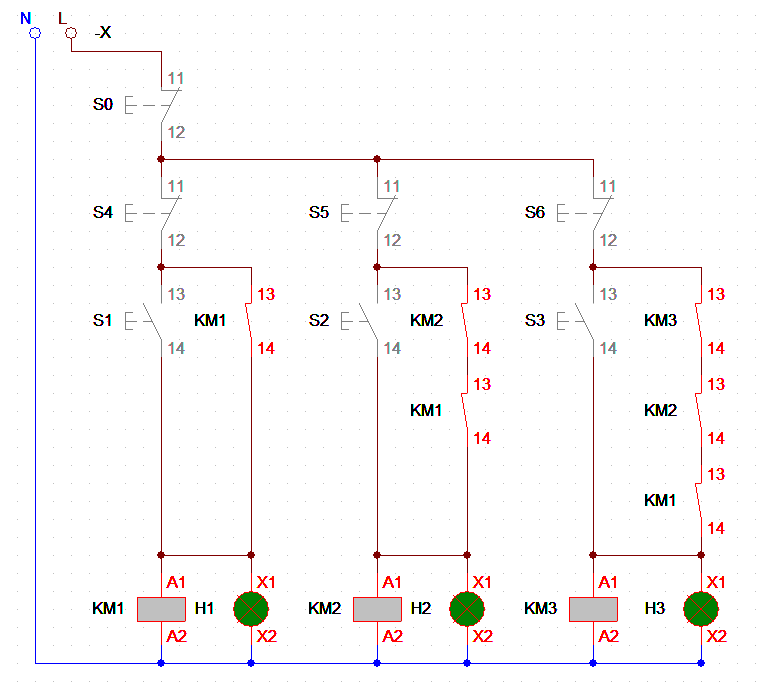 N L -X
11
S0
12
11 11 11
S4 S5 S6
12 12 12
13 13 13 13 13 13
S1 KM1 S2 KM2 S3 KM3
14 14 14 14 14 14
13 13
KM1 KM2
14 14
13
KM1
14
A1 X1 A1 X1 A1 X1
KM1 H1 KM2 H2 KM3 H3
A2 X2 A2 X2 A2 X2